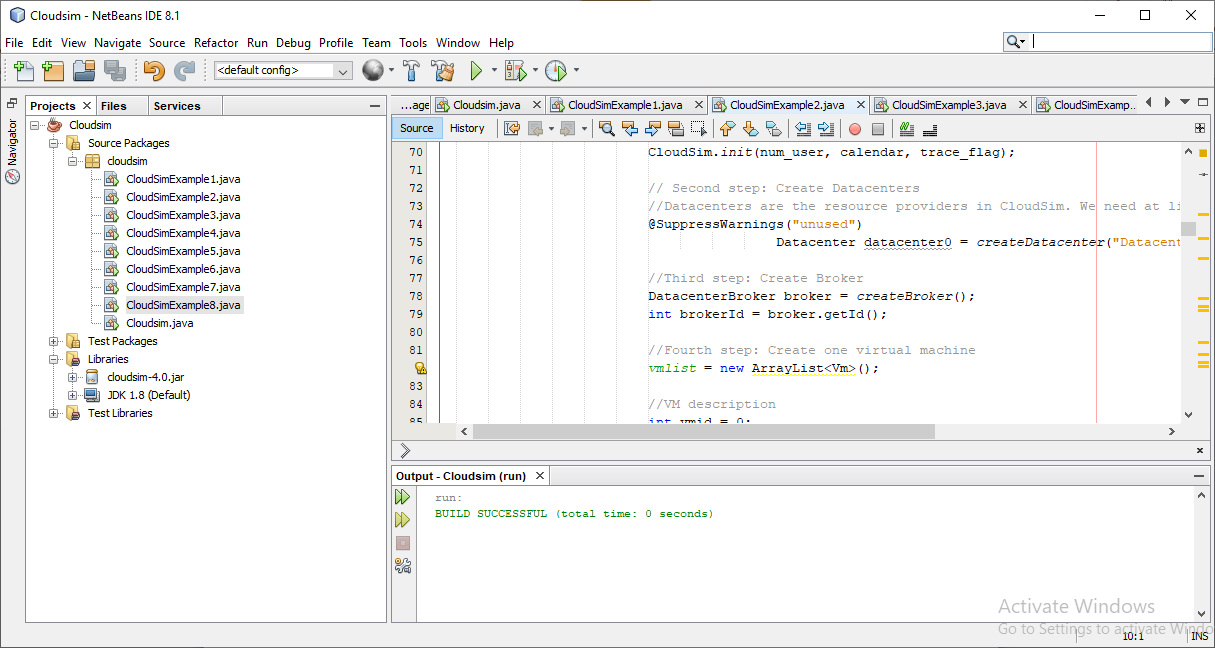 Cloudsim - NetBeans IDE 8.1
File Edit View Navigate Source Refactor Run Debug Profile Team Tools Window Help
<default config>
Projects Files Services
Navigator
Cloudsim
Source Packages
cloudsim
CloudSimExample1.java
CloudSimExample2.java
CloudSimExample3.java
CloudSimExample4.java
CloudSimExample5.java
CloudSimExample6.java
CloudSimExample7.java
CloudSimExample8.java
Cloudsim.java
Test Packages
Libraries
cloudsim-4.0.jar
JDK 1.8 (Default)
Test Libraries
...age Cloudsim.java CloudSimExample1.java CloudSimExample2.java CloudSimExample3.java CloudSimExamp...
Source History
70 CloudSim.init(num_user, calendar, trace_flag);
71
72 // Second step: Create Datacenters
73 //Datacenters are the resource providers in CloudSim. We need at li
74 @SuppressWarnings("unused")
75 Datacenter datacenter0 = createDatacenter("Datacent
76
77 //Third step: Create Broker
78 DatacenterBroker broker = createBroker();
79 int brokerId = broker.getId();
80
81 //Fourth step: Create one virtual machine
vmlist = new ArrayList<Vm>();
83
84 //VM description
85 int vmid = 0;
Output - Cloudsim (run)
run:
BUILD SUCCESSFUL (total time: 0 seconds)
Activate Windows
Go to Settings to activate Windo
10:1 INS